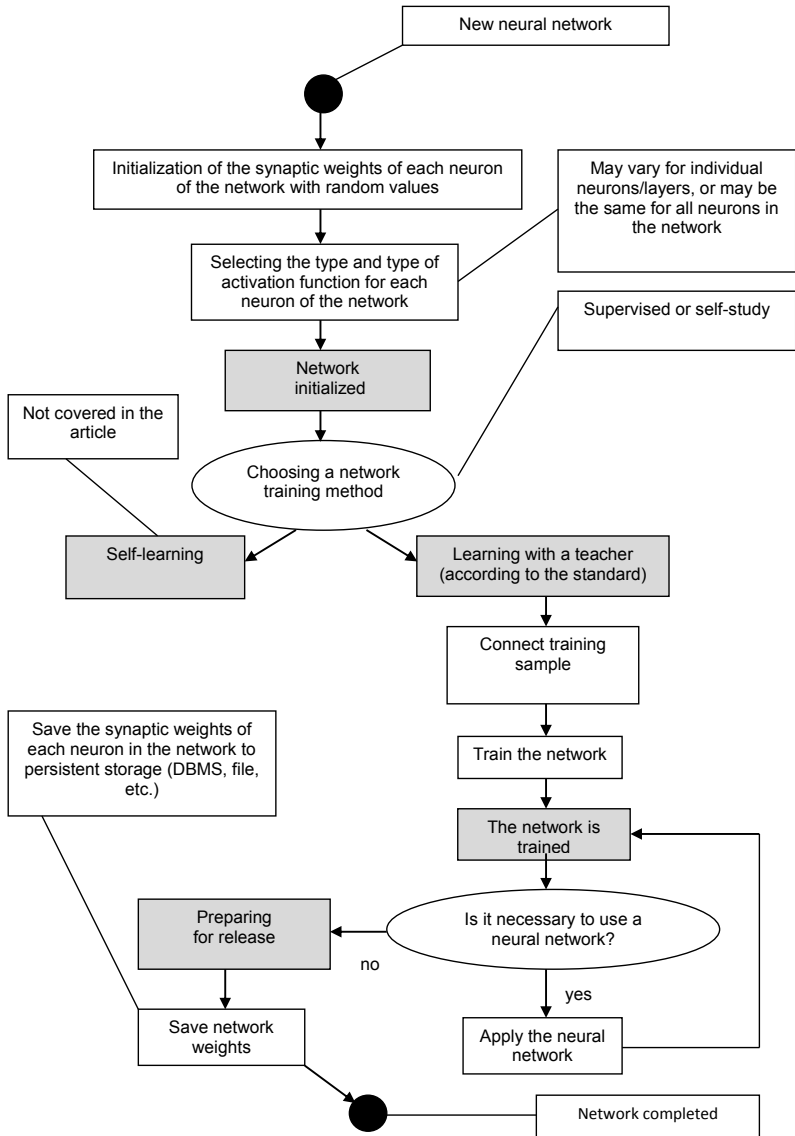 New neural network
Initialization of the synaptic weights of each neuron
of the network with random values
May vary for individual
neurons/layers, or may be
the same for all neurons in
the network
Selecting the type and type of
activation function for each
neuron of the network
Supervised or self-study
Network
initialized
Not covered in the
article
Choosing a network
training method
Self-learning
Learning with a teacher
(according to the standard)
Connect training
sample
Save the synaptic weights of
each neuron in the network to
persistent storage (DBMS, file,
etc.)
Train the network
The network is
trained
Preparing
for release
Is it necessary to use a
neural network?
no
yes
Save network
weights
Apply the neural
network
Network completed